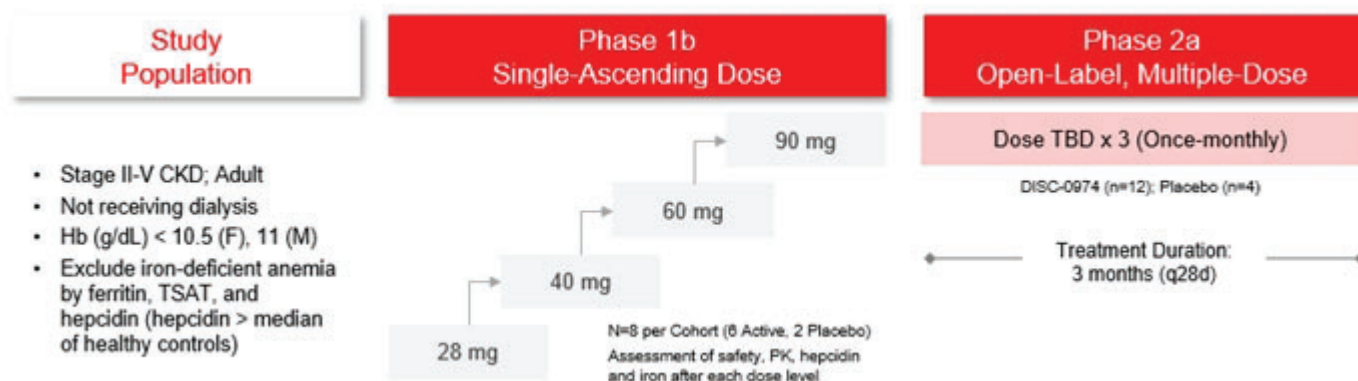 Study
Population
Phase 1b
Single-Ascending Dose
Phase 2a
Open-Label, Multiple-Dose
• Stage II-V CKD; Adult
• Not receiving dialysis
• Hb (g/dL) < 10.5 (F), 11 (M)
• Exclude iron-deficient anemia
by ferritin, TSAT, and
hepcidin (hepcidin > median
of healthy controls)
90 mg
60 mg
40 mg
28 mg
N=8 per Cohort (6 Active, 2 Placebo)
Assessment of safety, PK, hepcidin
and iron after each dose level
Dose TBD x 3 (Once-monthly)
DISC-0974 (n=12); Placebo (n=4)
Treatment Duration:
3 months (q28d)